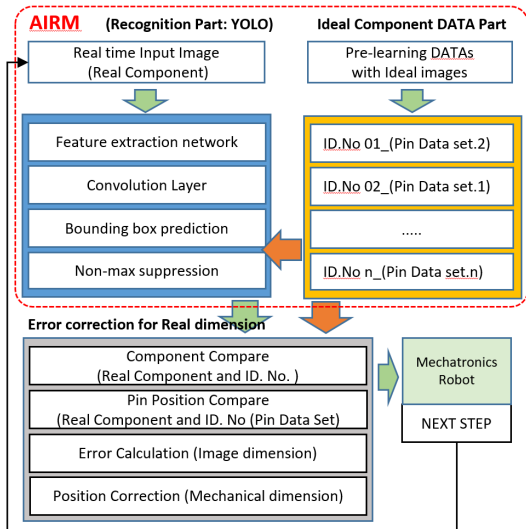 AIRM (Recognition Part: YOLO)
Ideal Component DATA Part
Real time Input Image
(Real Component)
Pre-learning DATAs
with Ideal images
Feature extraction network
Convolution Layer
Bounding box prediction
Non-max suppression
ID.No 01_(Pin Data set.2)
ID.No 02_(Pin Data set.1)
.....
ID.No n_(Pin Data set.n)
Error correction for Real dimension
Component Compare
(Real Component and ID. No. )
Pin Position Compare
(Real Component and ID. No (Pin Data Set)
Error Calculation (Image dimension)
Position Correction (Mechanical dimension)
Mechatronics
Robot
NEXT STEP